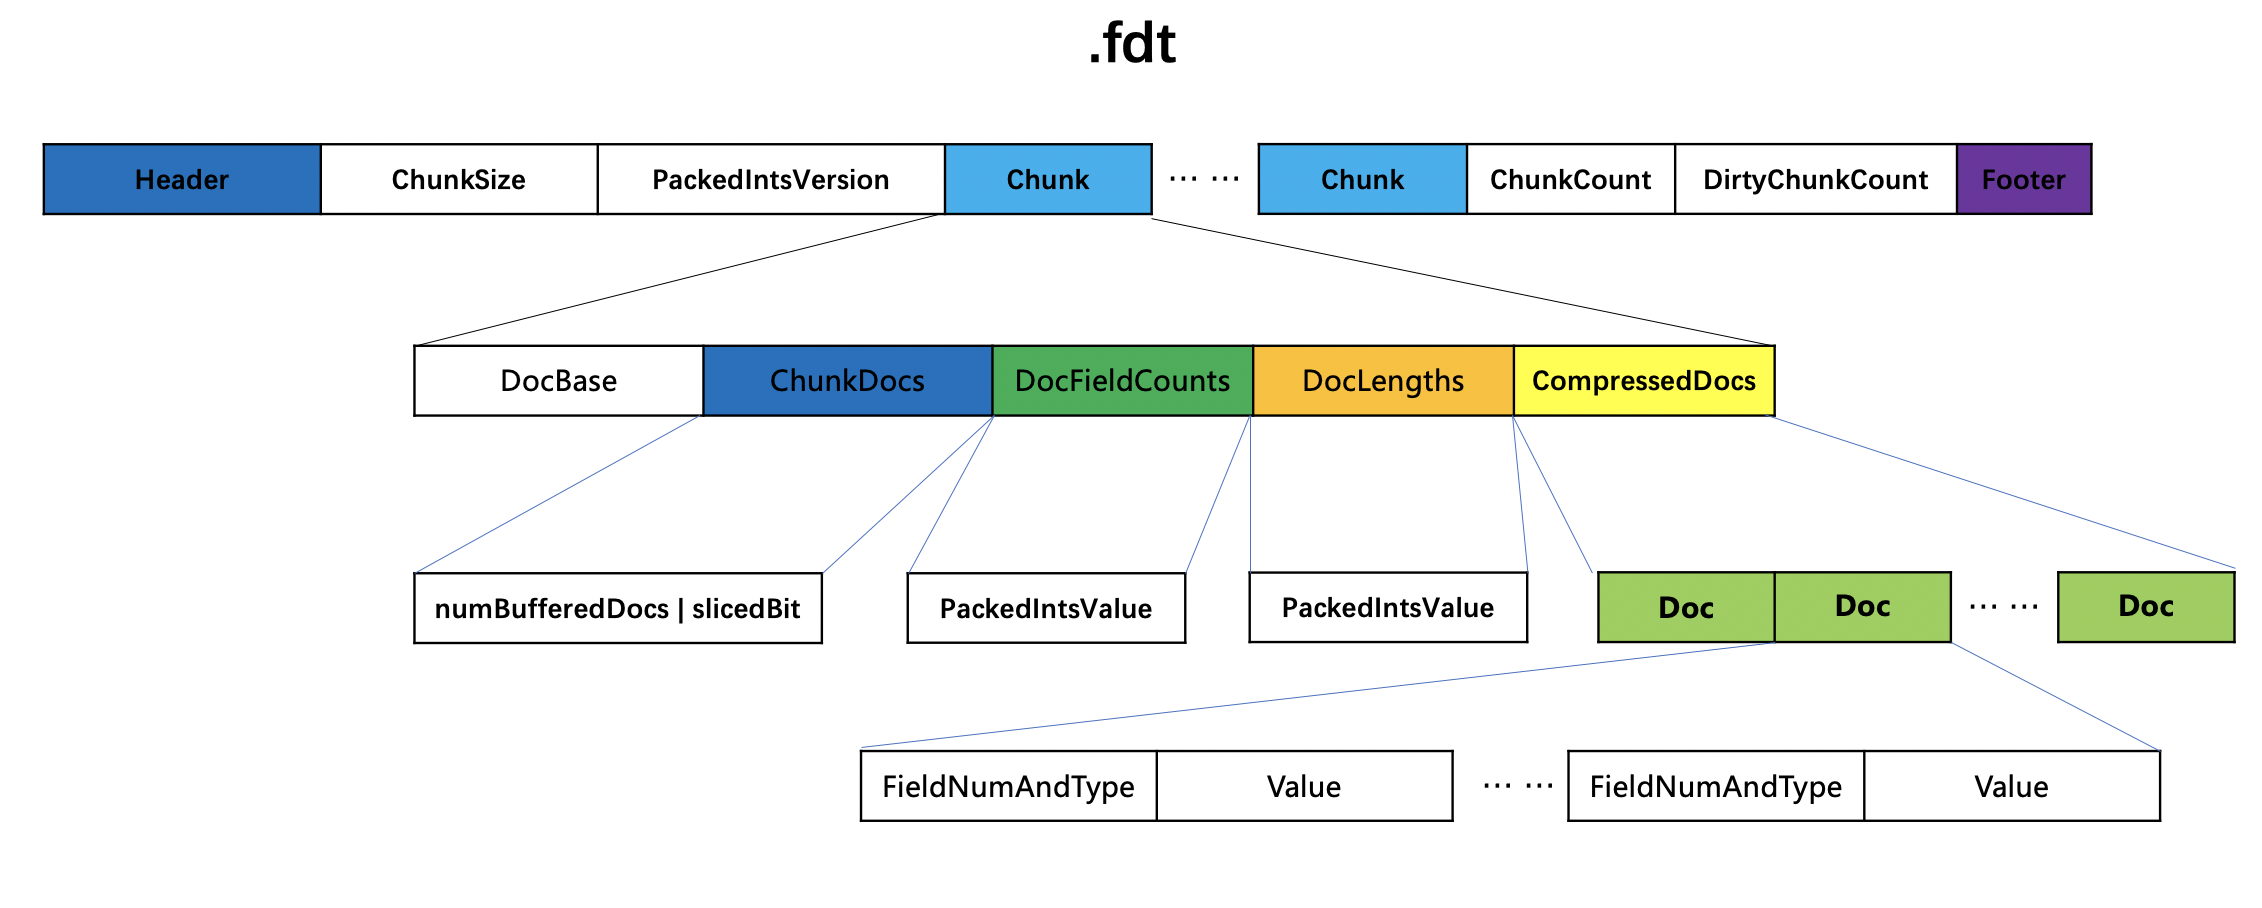 .fdt
Header ChunkSize PackedIntsVersion Chunk ··· ··· Chunk ChunkCount DirtyChunkCount Footer
DocBase ChunkDocs DocFieldCounts DocLengths CompressedDocs
numBufferedDocs | slicedBit PackedIntsValue PackedIntsValue Doc Doc ··· ··· Doc
FieldNumAndType Value ··· ··· FieldNumAndType Value